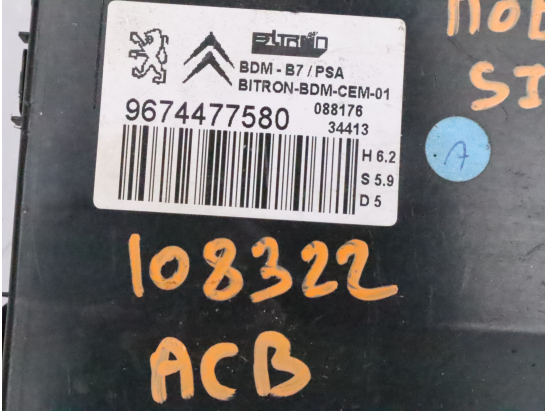 BITRON
BDM - B7 / PSA
BITRON-BDM-CEM-01
9674477580
088176
34413
H 6.2
S 5.9
D 5
A
108322
ACB